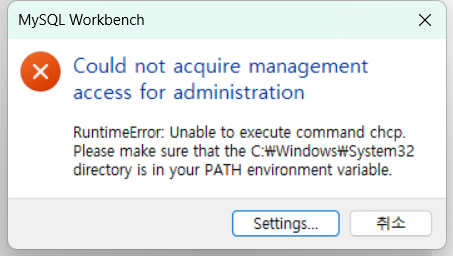 MySQL Workbench
Could not acquire management
access for administration
RuntimeError: Unable to execute command chcp.
Please make sure that the C:₩Windows₩System32
directory is in your PATH environment variable.
Settings...
취소